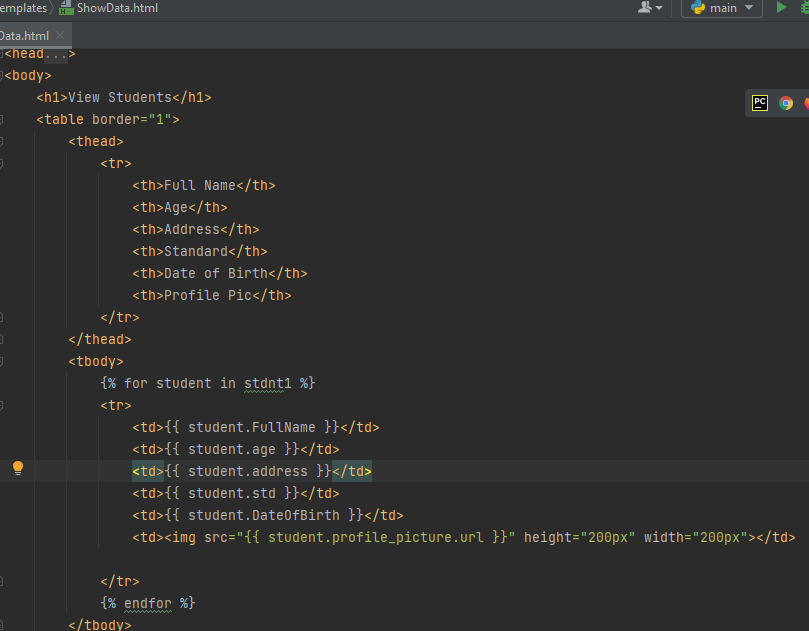 emplates ShowData.html main
Data.html
<head...>
<body>
<h1>View Students</h1>
PC
<table border="1">
<thead>
<tr>
<th>Full Name</th>
<th>Age</th>
<th>Address</th>
<th>Standard</th>
<th>Date of Birth</th>
<th>Profile Pic</th>
</tr>
</thead>
<tbody>
{% for student in stdnt1 %}
<tr>
<td>{{ student.FullName }}</td>
<td>{{ student.age }}</td>
<td>{{ student.address }}</td>
<td>{{ student.std }}</td>
<td>{{ student.DateOfBirth }}</td>
<td><img src="{{ student.profile_picture.url }}" height="200px" width="200px"></td>
</tr>
{% endfor %}
</tbody>